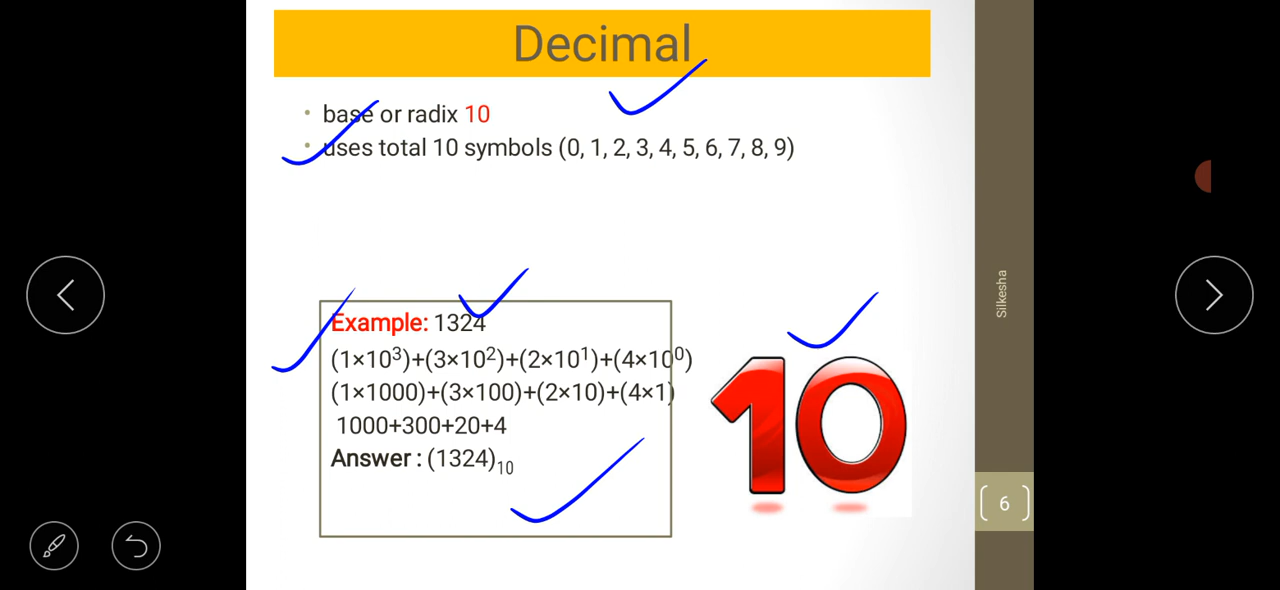 Decimal
• base or radix 10
• uses total 10 symbols (0, 1, 2, 3, 4, 5, 6, 7, 8, 9)
Example: 1324
(1×10³)+(3×10²)+(2×10¹)+(4×10⁰)
(1×1000)+(3×100)+(2×10)+(4×1)
1000+300+20+4
Answer : (1324)₁₀
10
Silkesha
6